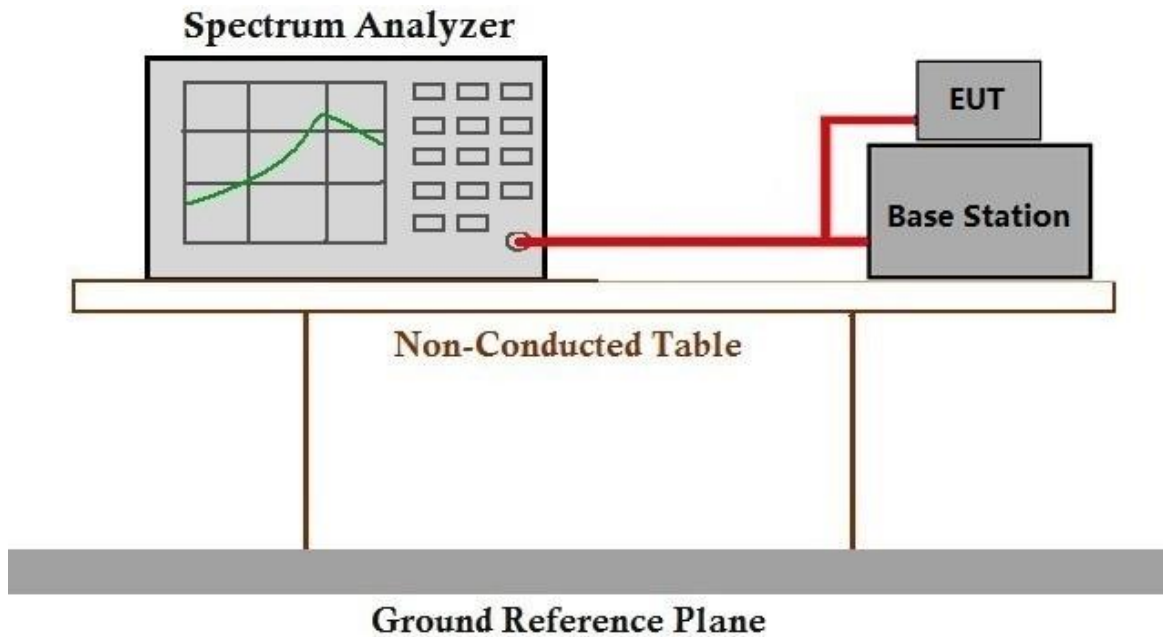 Spectrum Analyzer
EUT
Base Station
Non-Conducted Table
Ground Reference Plane